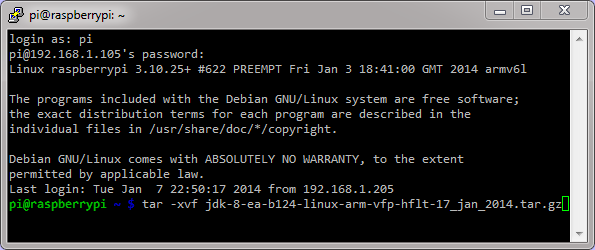 pi@raspberrypi: ~
login as: pi
pi@192.168.1.105's password:
Linux raspberrypi 3.10.25+ #622 PREEMPT Fri Jan 3 18:41:00 GMT 2014 armv6l
The programs included with the Debian GNU/Linux system are free software;
the exact distribution terms for each program are described in the
individual files in /usr/share/doc/*/copyright.
Debian GNU/Linux comes with ABSOLUTELY NO WARRANTY, to the extent
permitted by applicable law.
Last login: Tue Jan  7 22:50:17 2014 from 192.168.1.205
pi@raspberrypi ~ $ tar -xvf jdk-8-ea-b124-linux-arm-vfp-hflt-17_jan_2014.tar.gz